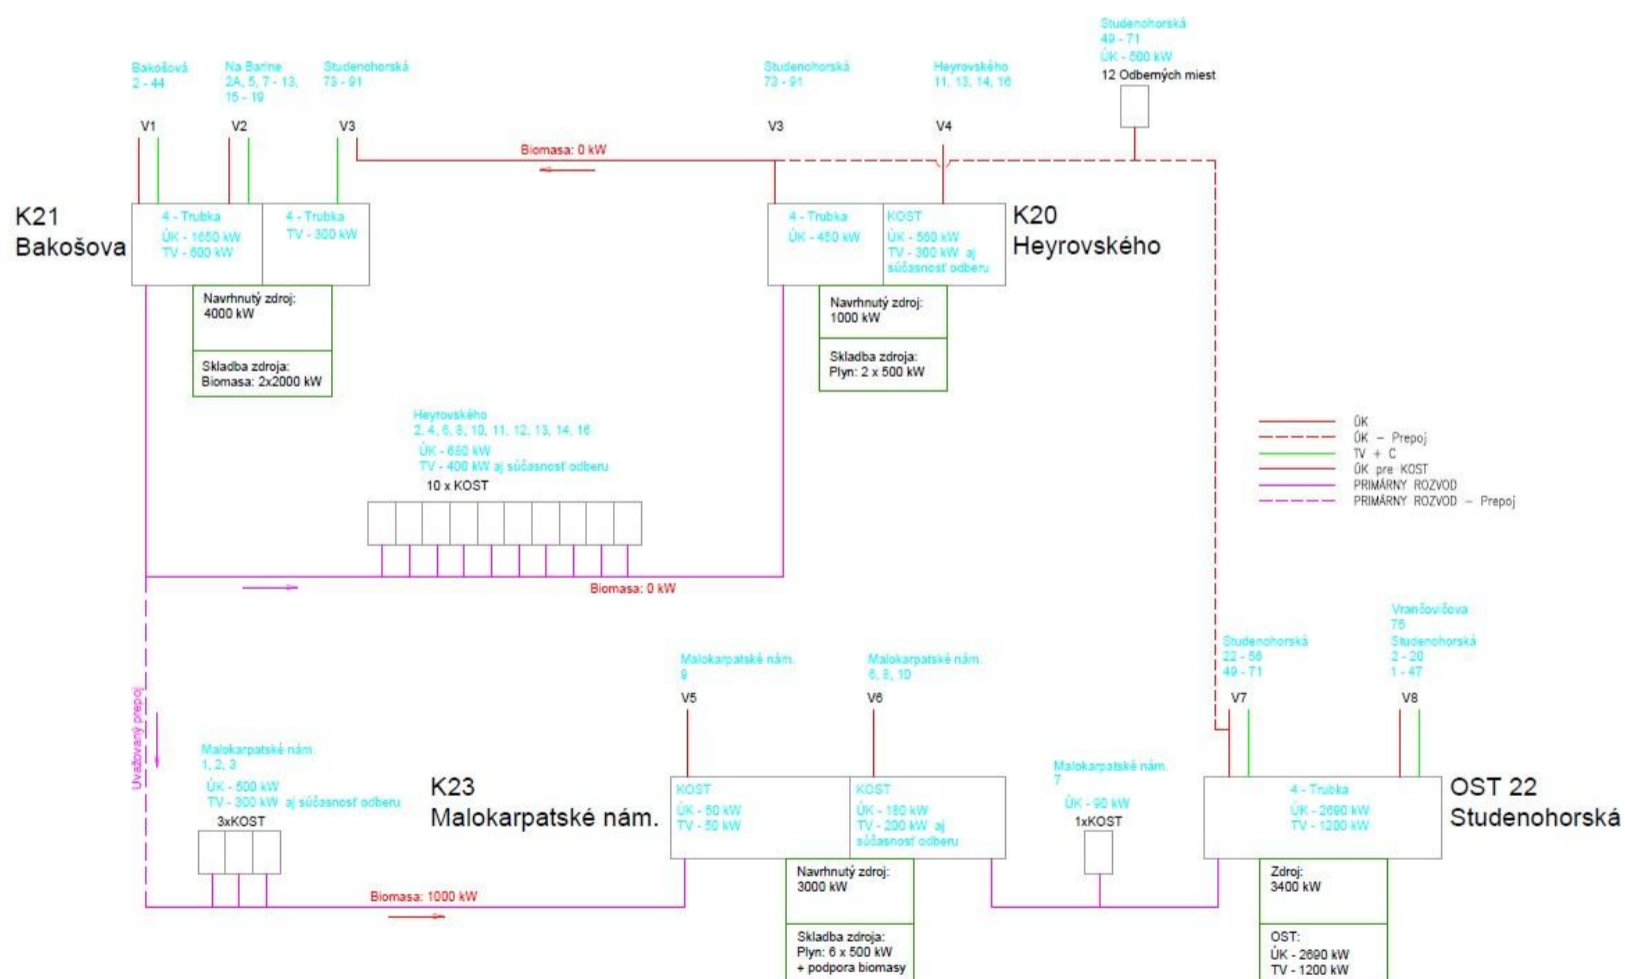 Studenohorská
49 - 71
ÚK - 500 kW
12 Odberných miest
Bakošová
2 - 44
Na Barine
2A, 5, 7 - 13,
15 - 19
Studenohorská
73 - 91
Studenohorská
73 - 91
Heyrovského
11, 13, 14, 16
V1
V2
V3
V3
V4
Biomasa: 0 kW
K21
Bakošova
4 - Trubka
ÚK - 1650 kW
TV - 600 kW
4 - Trubka
TV - 300 kW
Navrhnutý zdroj:
4000 kW
Skladba zdroja:
Biomasa: 2x2000 kW
4 - Trubka
ÚK - 450 kW
KOST
ÚK - 560 kW
TV - 300 kW aj
súčasnosť odberu
K20
Heyrovského
Navrhnutý zdroj:
1000 kW
Skladba zdroja:
Plyn: 2 x 500 kW
Heyrovského
2, 4, 6, 8, 10, 11, 12, 13, 14, 16
ÚK - 680 kW
TV - 400 kW aj súčasnosť odberu
10 x KOST
Biomasa: 0 kW
ÚK
ÚK - Prepoj
TV + C
ÚK pre KOST
PRIMÁRNY ROZVOD
PRIMÁRNY ROZVOD - Prepoj
Uvažovaný prepoj
Malokarpatské nám.
1, 2, 3
ÚK - 500 kW
TV - 300 kW aj súčasnosť odberu
3xKOST
Biomasa: 1000 kW
K23
Malokarpatské nám.
Malokarpatské nám.
9
V5
Malokarpatské nám.
6, 8, 10
V6
KOST
ÚK - 50 kW
TV - 50 kW
KOST
ÚK - 180 kW
TV - 200 kW aj
súčasnosť odberu
Navrhnutý zdroj:
3000 kW
Skladba zdroja:
Plyn: 6 x 500 kW
+ podpora biomasy
Malokarpatské nám.
7
ÚK - 90 kW
1xKOST
Studenohorská
22 - 56
49 - 71
V7
Vrančovičova
75
Studenohorská
2 - 20
1 - 47
V8
4 - Trubka
ÚK - 2690 kW
TV - 1200 kW
OST 22
Studenohorská
Zdroj:
3400 kW
OST:
ÚK - 2690 kW
TV - 1200 kW